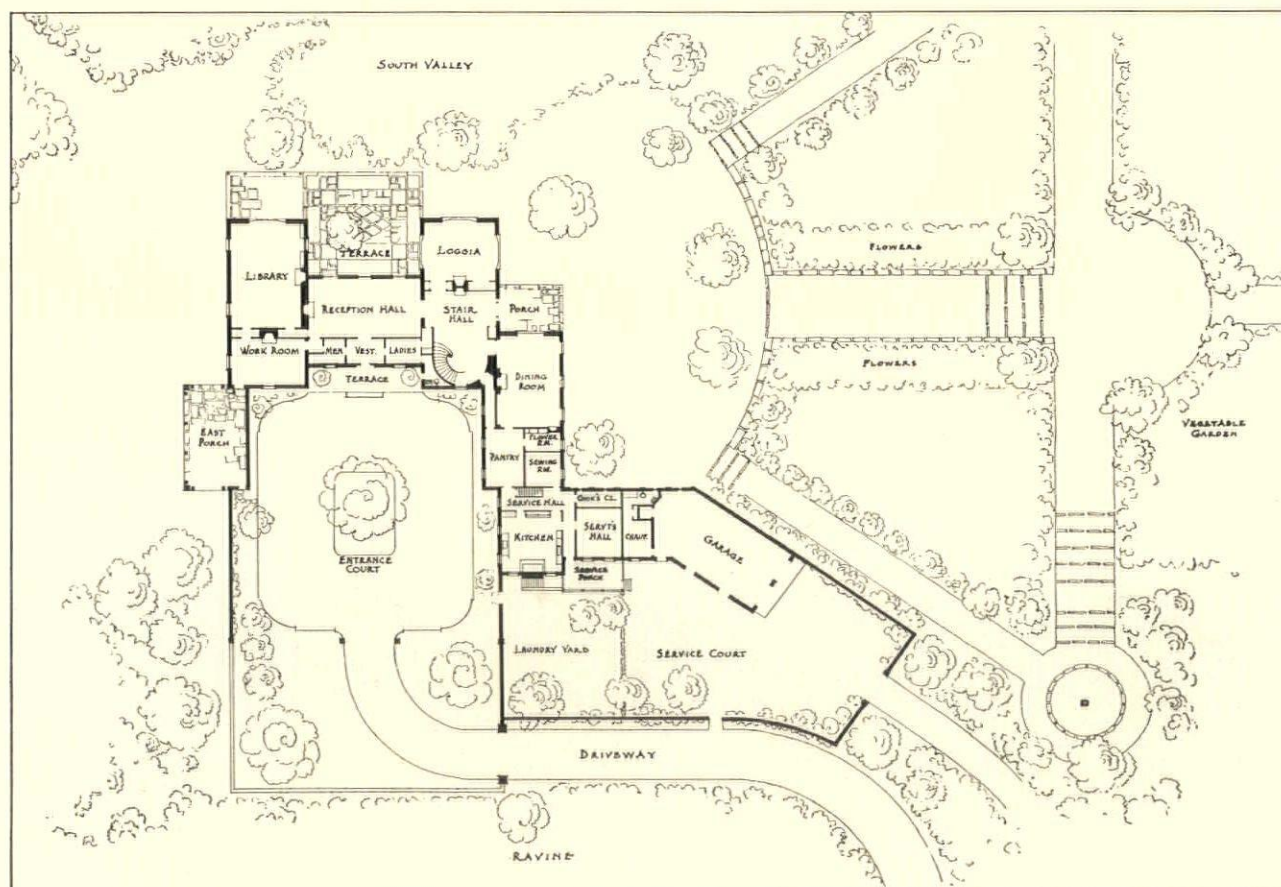 SOUTH VALLEY
TERRACE
LIBRARY
LOGGIA
FLOWERS
RECEPTION HALL
STAIR
HALL
PORCH
WORK ROOM
MEN
VEST.
LADIES
TERRACE
DINING
ROOM
FLOWERS
EAST
PORCH
FLOWER
RM.
PANTRY
SEWING
RM.
VEGETABLE
GARDEN
SERVICE HALL
COOK'S CL.
KITCHEN
SERVT'S
HALL
CHAUF.
GARAGE
ENTRANCE
COURT
SERVICE
PORCH
LAUNDRY YARD
SERVICE COURT
DRIVEWAY
RAVINE